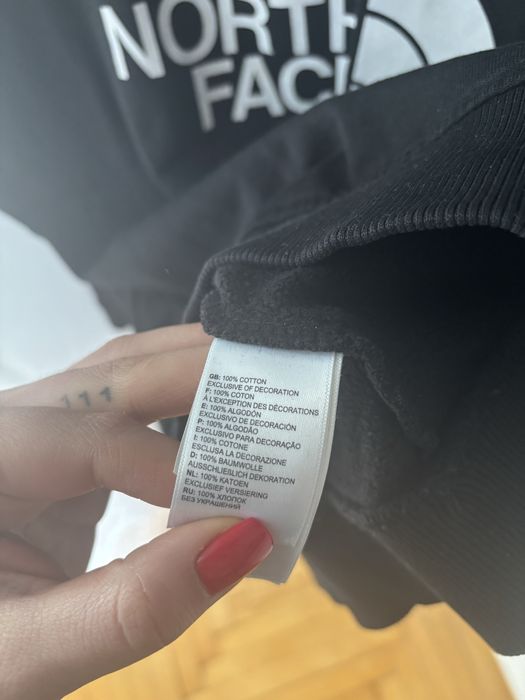 NORTH
FACE
111
GB: 100% COTTON
EXCLUSIVE OF DECORATION
F: 100% COTON
À L'EXCEPTION DES DÉCORATIONS
E: 100% ALGODÓN
EXCLUSIVO DE DECORACIÓN
P: 100% ALGODÃO
EXCLUSIVO PARA DECORAÇÃO
I: 100% COTONE
ESCLUSA LA DECORAZIONE
D: 100% BAUMWOLLE
AUSSCHLIEßLICH DEKORATION
NL: 100% KATOEN
EXCLUSIEF VERSIERING
RU: 100% ХЛОПОК
БЕЗ УКРАШЕНИЙ